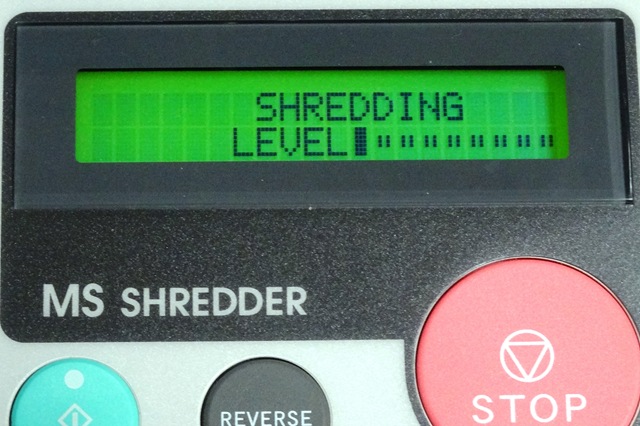 SHREDDING
LEVEL
MS SHREDDER
REVERSE
STOP